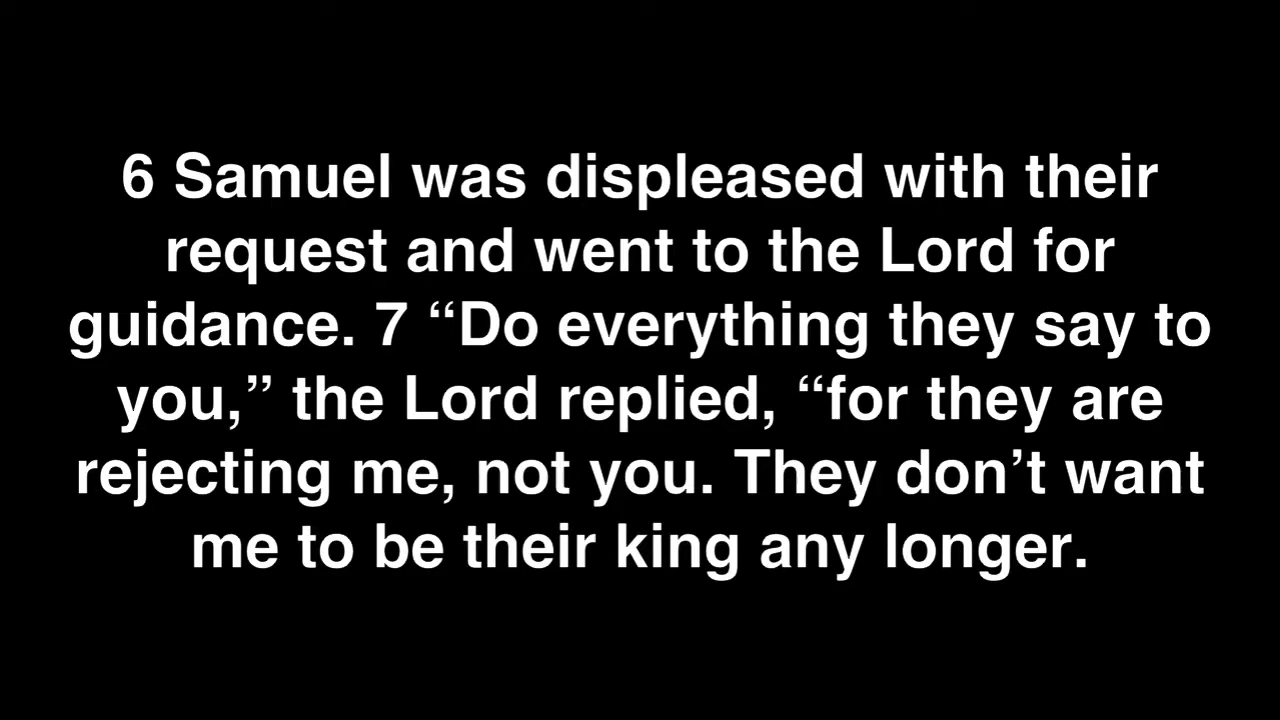 6 Samuel was displeased with their
request and went to the Lord for
guidance. 7 “Do everything they say to
you,” the Lord replied, “for they are
rejecting me, not you. They don’t want
me to be their king any longer.